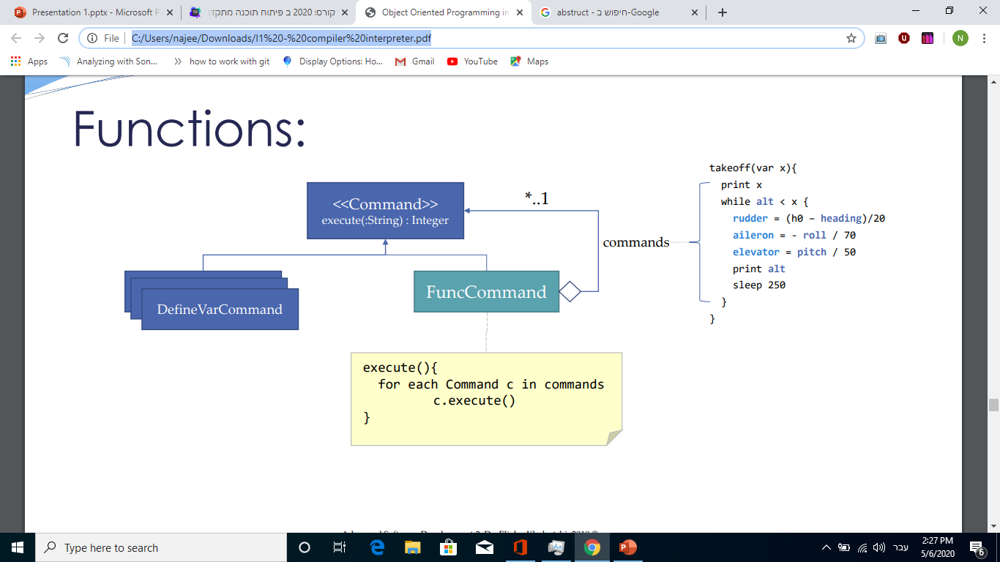 Presentation 1.pptx - Microsoft P
קורס: 2020 ב פיתוח תוכנה מתקדמ
Object Oriented Programming in
abstruct - חיפוש ב-Google
File
C:/Users/najee/Downloads/l1%20-%20compiler%20interpreter.pdf
N
Apps
Analyzing with Son...
how to work with git
Display Options: Ho...
Gmail
YouTube
Maps
Functions:
<<Command>>
execute(:String) : Integer
*..1
commands
DefineVarCommand
FuncCommand
execute(){
for each Command c in commands
c.execute()
}
takeoff(var x){
print x
while alt < x {
rudder = (h0 – heading)/20
aileron = - roll / 70
elevator = pitch / 50
print alt
sleep 250
}
}
Type here to search
עבר
2:27 PM
5/6/2020
6